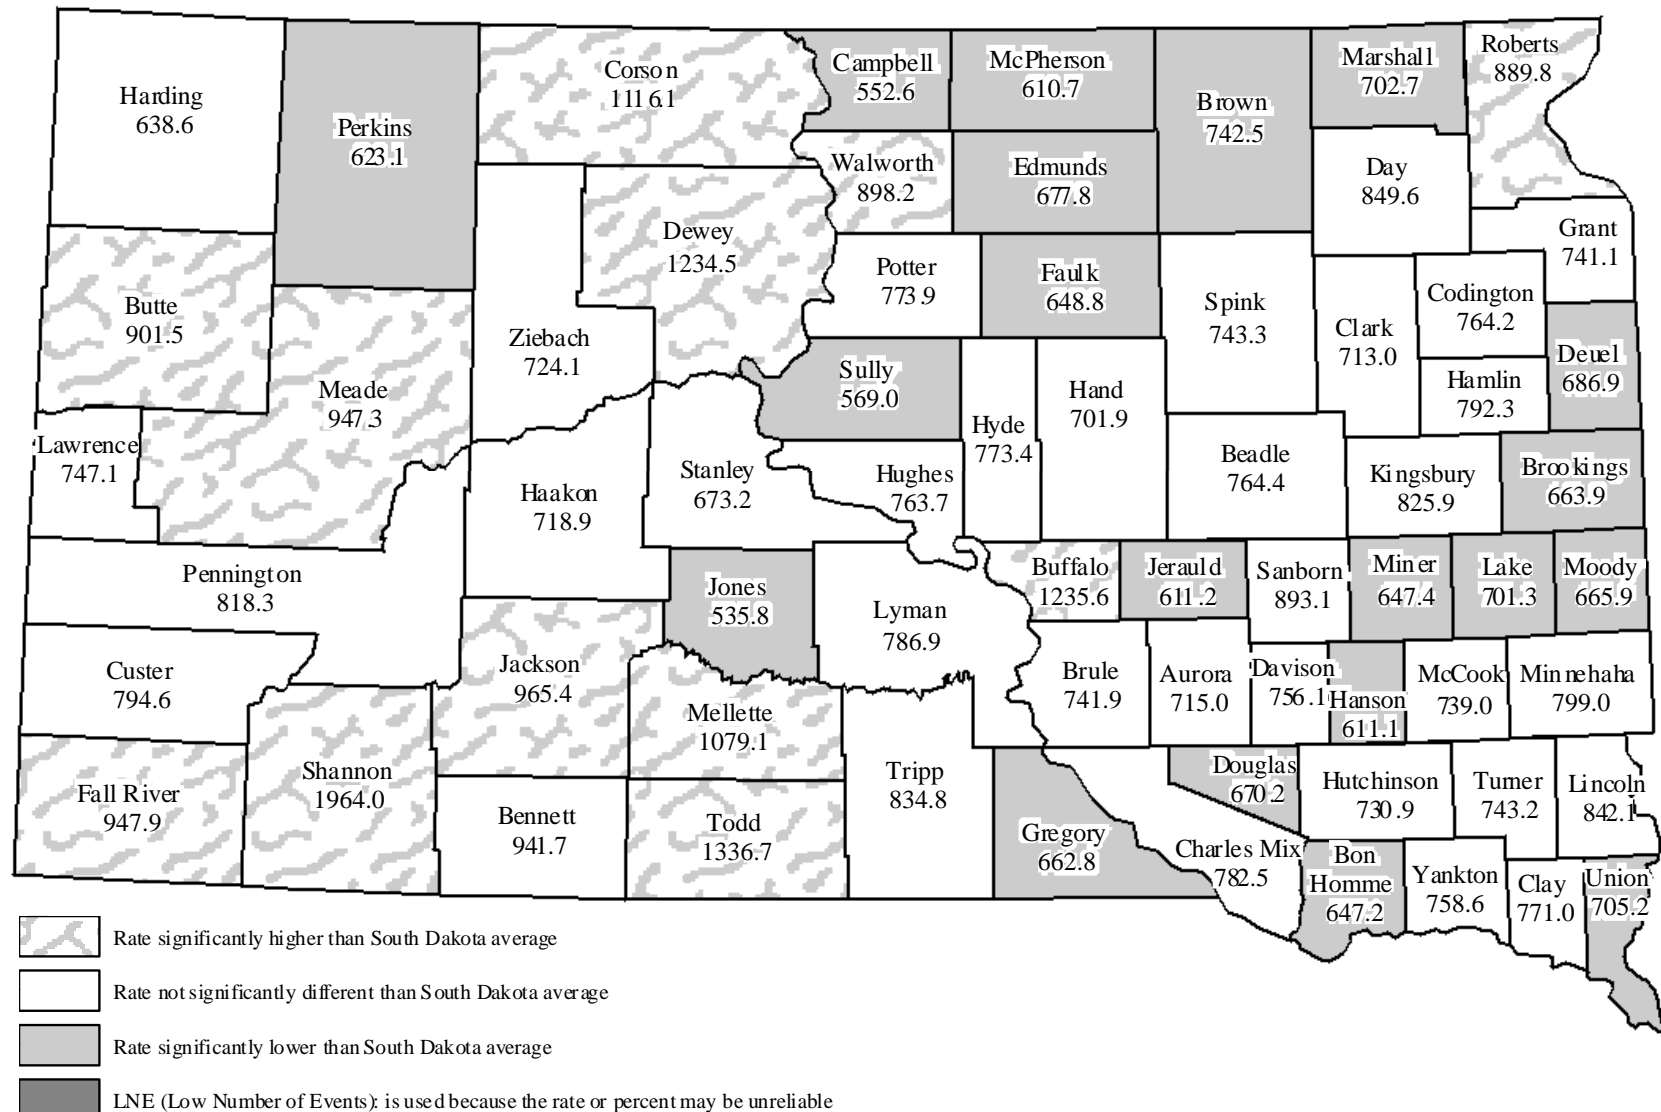 Harding
638.6
Perkins
623.1
Corson
1116.1
Campbell
552.6
McPherson
610.7
Brown
742.5
Marshall
702.7
Roberts
889.8
Walworth
898.2
Edmunds
677.8
Day
849.6
Grant
741.1
Dewey
1234.5
Butte
901.5
Meade
947.3
Ziebach
724.1
Potter
773.9
Faulk
648.8
Spink
743.3
Clark
713.0
Codington
764.2
Hamlin
792.3
Deuel
686.9
Sully
569.0
Hyde
773.4
Hand
701.9
Lawrence
747.1
Haakon
718.9
Stanley
673.2
Hughes
763.7
Beadle
764.4
Kingsbury
825.9
Brookings
663.9
Pennington
818.3
Jones
535.8
Lyman
786.9
Buffalo
1235.6
Jerauld
611.2
Sanborn
893.1
Miner
647.4
Lake
701.3
Moody
665.9
Custer
794.6
Jackson
965.4
Mellette
1079.1
Brule
741.9
Aurora
715.0
Davison
756.1
Hanson
611.1
McCook
739.0
Minnehaha
799.0
Fall River
947.9
Shannon
1964.0
Bennett
941.7
Todd
1336.7
Tripp
834.8
Gregory
662.8
Charles Mix
782.5
Douglas
670.2
Hutchinson
730.9
Turner
743.2
Lincoln
842.1
Bon
Homme
647.2
Yankton
758.6
Clay
771.0
Union
705.2
Rate significantly higher than South Dakota average
Rate not significantly different than South Dakota average
Rate significantly lower than South Dakota average
LNE (Low Number of Events): is used because the rate or percent may be unreliable